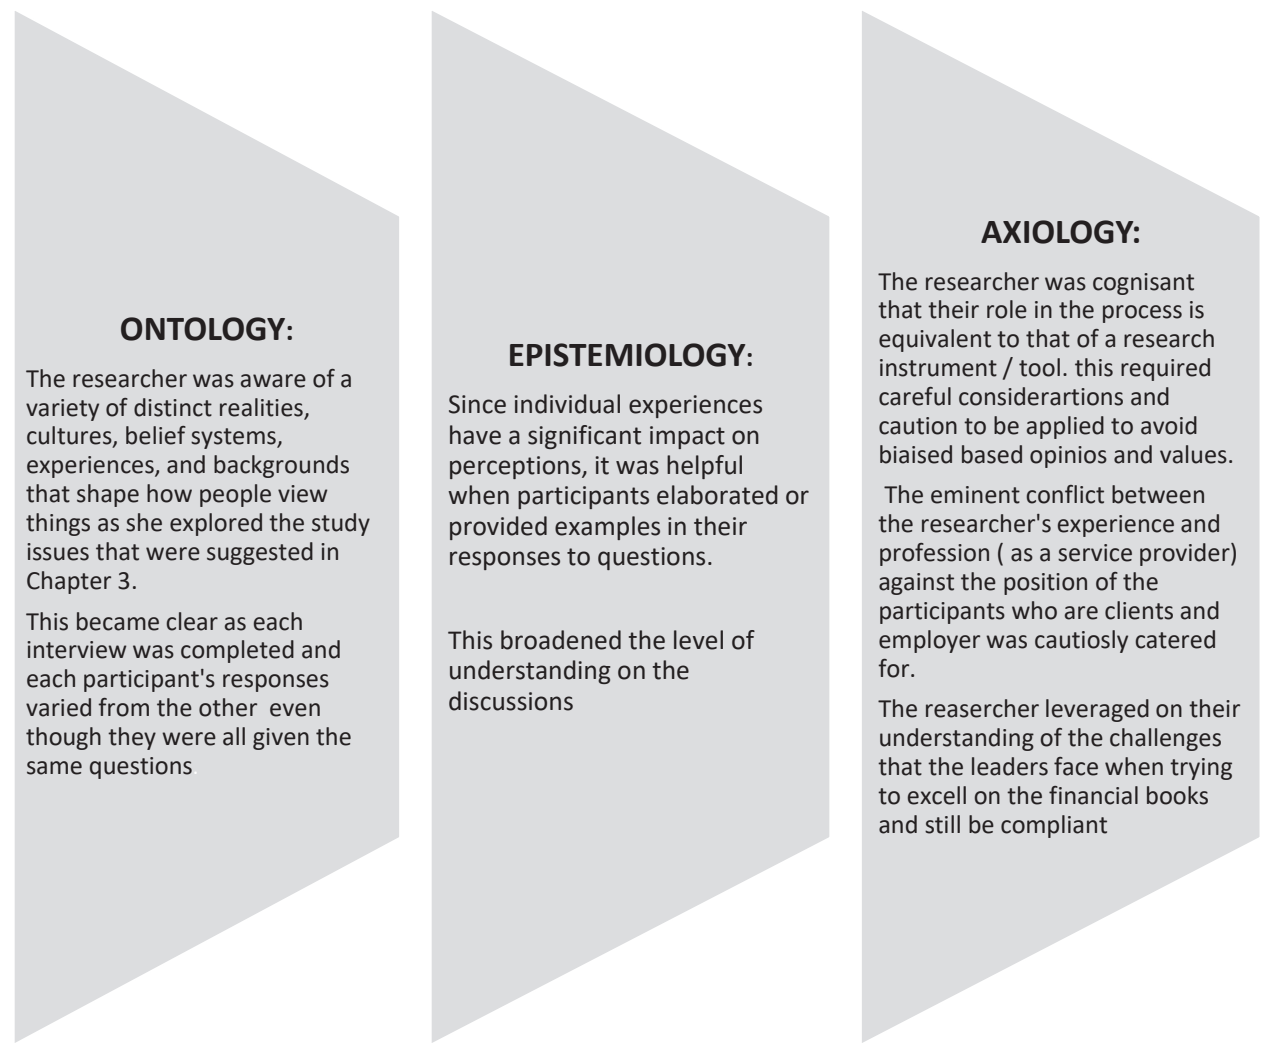 ONTOLOGY:
The researcher was aware of a
variety of distinct realities,
cultures, belief systems,
experiences, and backgrounds
that shape how people view
things as she explored the study
issues that were suggested in
Chapter 3.
This became clear as each
interview was completed and
each participant's responses
varied from the other even
though they were all given the
same questions
EPISTEMIOLOGY:
Since individual experiences
have a significant impact on
perceptions, it was helpful
when participants elaborated or
provided examples in their
responses to questions.
This broadened the level of
understanding on the
discussions
AXIOLOGY:
The researcher was cognisant
that their role in the process is
equivalent to that of a research
instrument / tool. this required
careful considerartions and
caution to be applied to avoid
biaised based opinios and values.
The eminent conflict between
the researcher's experience and
profession ( as a service provider)
against the position of the
participants who are clients and
employer was cautiosly catered
for.
The reasercher leveraged on their
understanding of the challenges
that the leaders face when trying
to excell on the financial books
and still be compliant